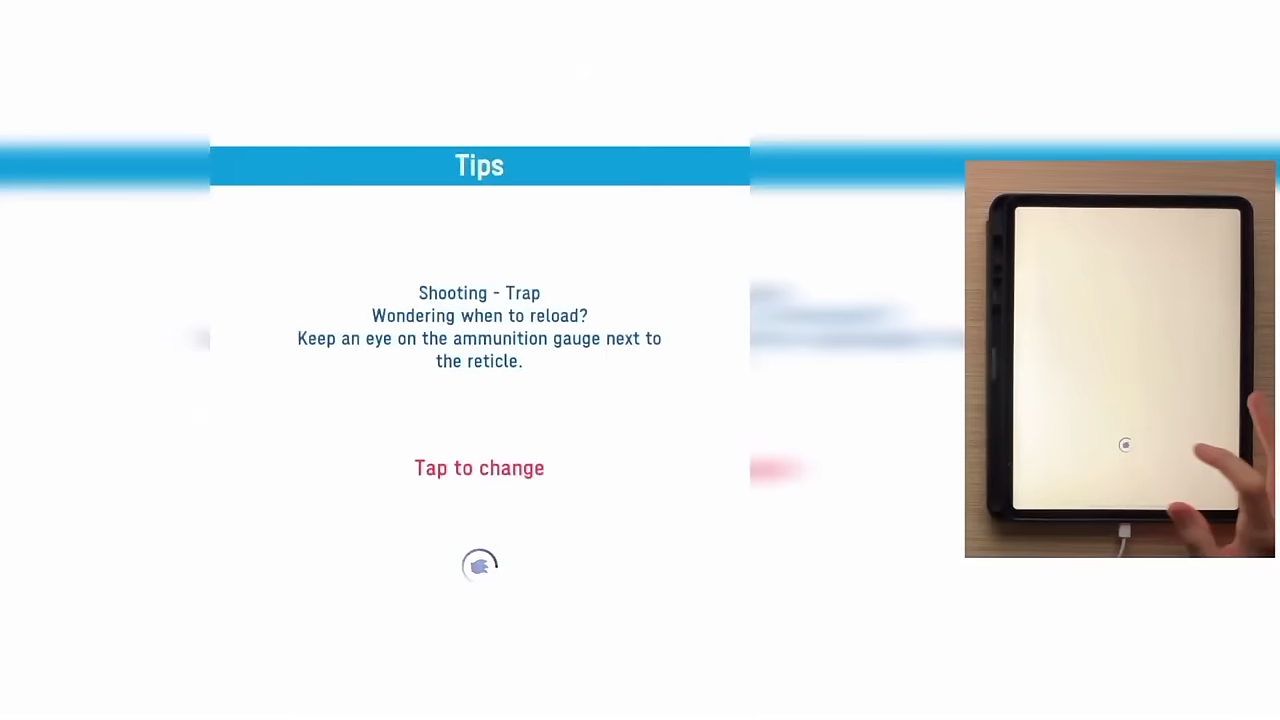 Tips
Shooting - Trap
Wondering when to reload?
Keep an eye on the ammunition gauge next to
the reticle.
Tap to change